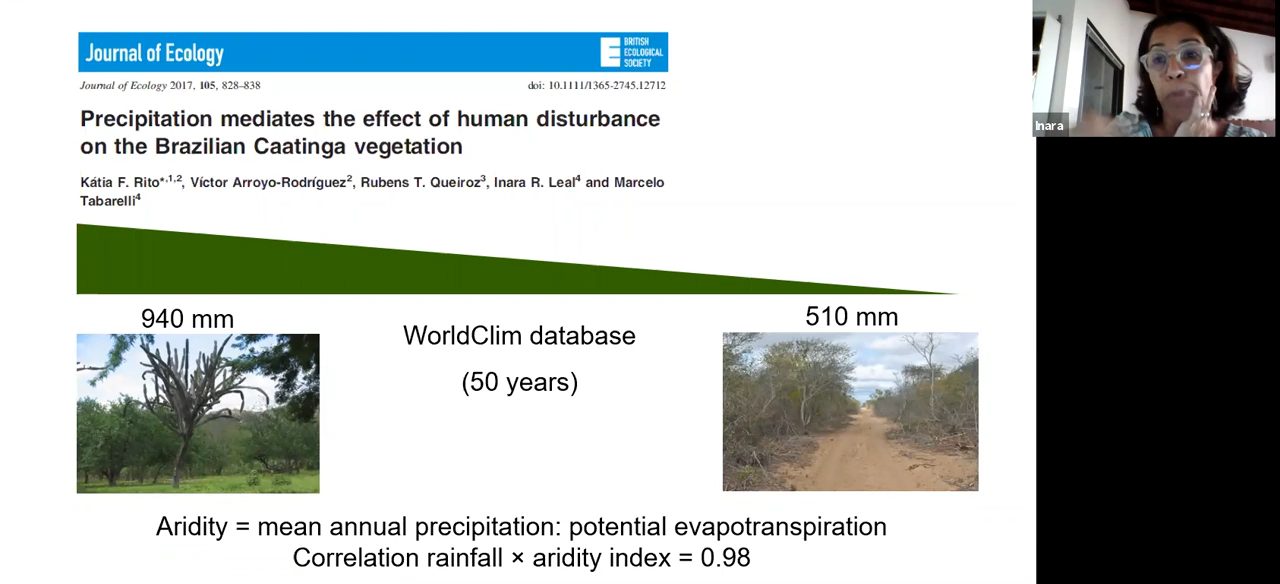 Journal of Ecology
BRITISH
ECOLOGICAL
SOCIETY
Journal of Ecology 2017, 105, 828–838
doi: 10.1111/1365-2745.12712
Precipitation mediates the effect of human disturbance
on the Brazilian Caatinga vegetation
Kátia F. Rito*,1,2, Víctor Arroyo-Rodríguez2, Rubens T. Queiroz3, Inara R. Leal4 and Marcelo
Tabarelli4
Inara
940 mm
510 mm
WorldClim database
(50 years)
Aridity = mean annual precipitation: potential evapotranspiration
Correlation rainfall × aridity index = 0.98